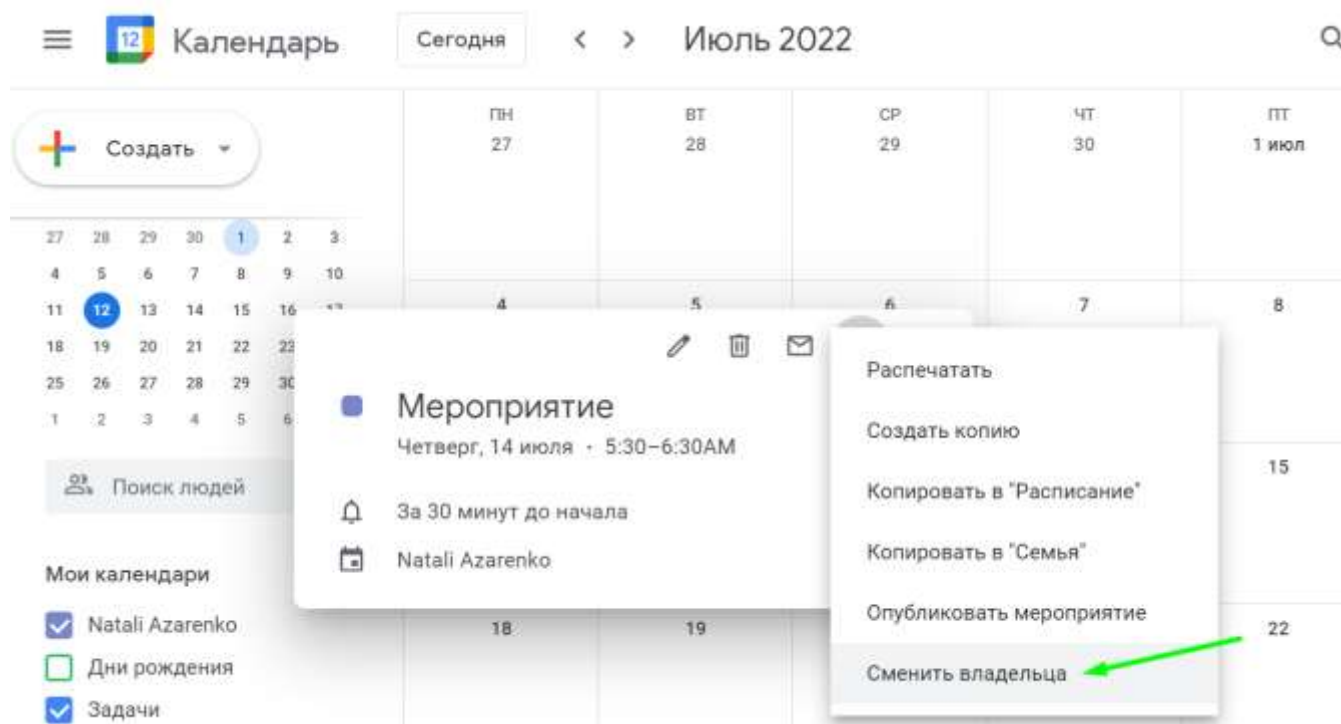 12 Календарь Сегодня Июль 2022
Создать
ПН ВТ СР ЧТ ПТ
27 28 29 30 1 июл
27 28 29 30 1 2 3
4 5 6 7 8 9 10
11 12 13 14 15 16 17
18 19 20 21 22 23
25 26 27 28 29 30
1 2 3 4 5 6
4 5 6 7 8
Мероприятие
Четверг, 14 июля · 5:30–6:30AM
За 30 минут до начала
Natali Azarenko
Распечатать
Создать копию
Копировать в "Расписание"
Копировать в "Семья"
Опубликовать мероприятие
Сменить владельца
15
18 19 22
Поиск людей
Мои календари
Natali Azarenko
Дни рождения
Задачи